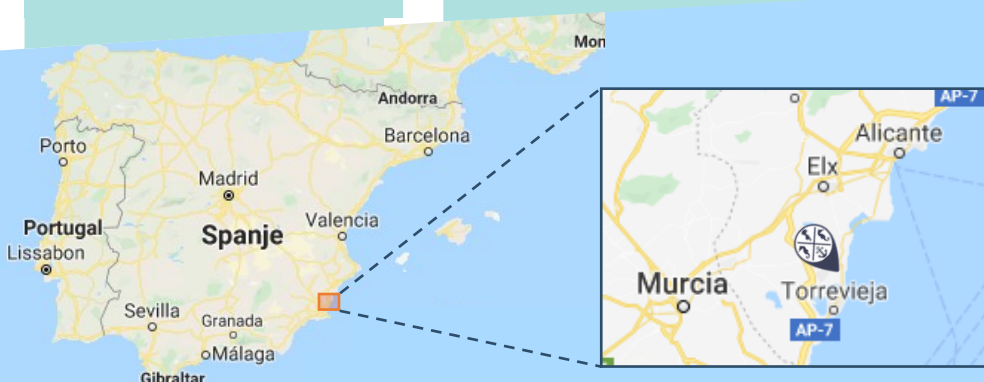 Mon
Andorra
Barcelona
Porto
Madrid
Valencia
Portugal
Spanje
Lissabon
Sevilla
Granada
Málaga
Gibraltar
AP-7
Alicante
Elx
Murcia
Torrevieja
AP-7